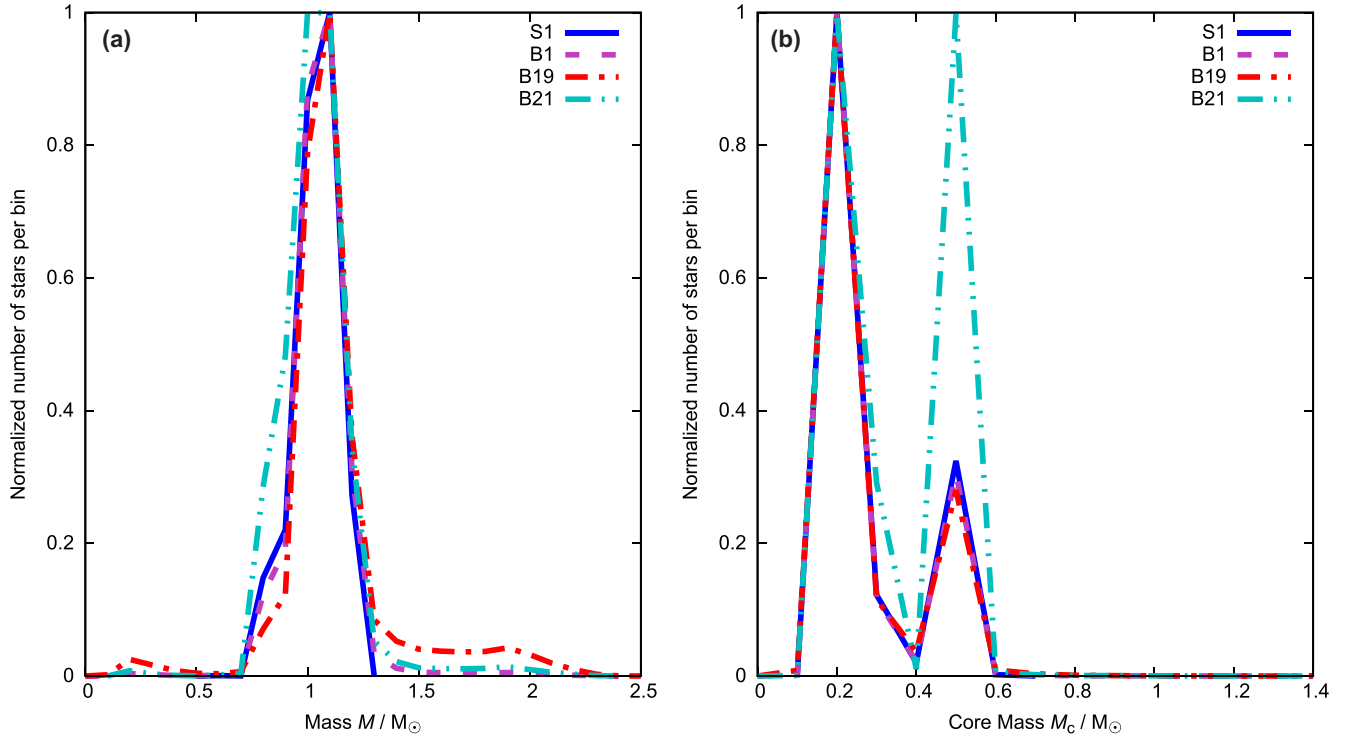 (a)
S1
B1
B19
B21
Normalized number of stars per bin
1
0.8
0.6
0.4
0.2
0
0 0.5 1 1.5 2 2.5
Mass M / M☉
(b)
S1
B1
B19
B21
Normalized number of stars per bin
1
0.8
0.6
0.4
0.2
0
0 0.2 0.4 0.6 0.8 1 1.2 1.4
Core Mass Mc / M☉